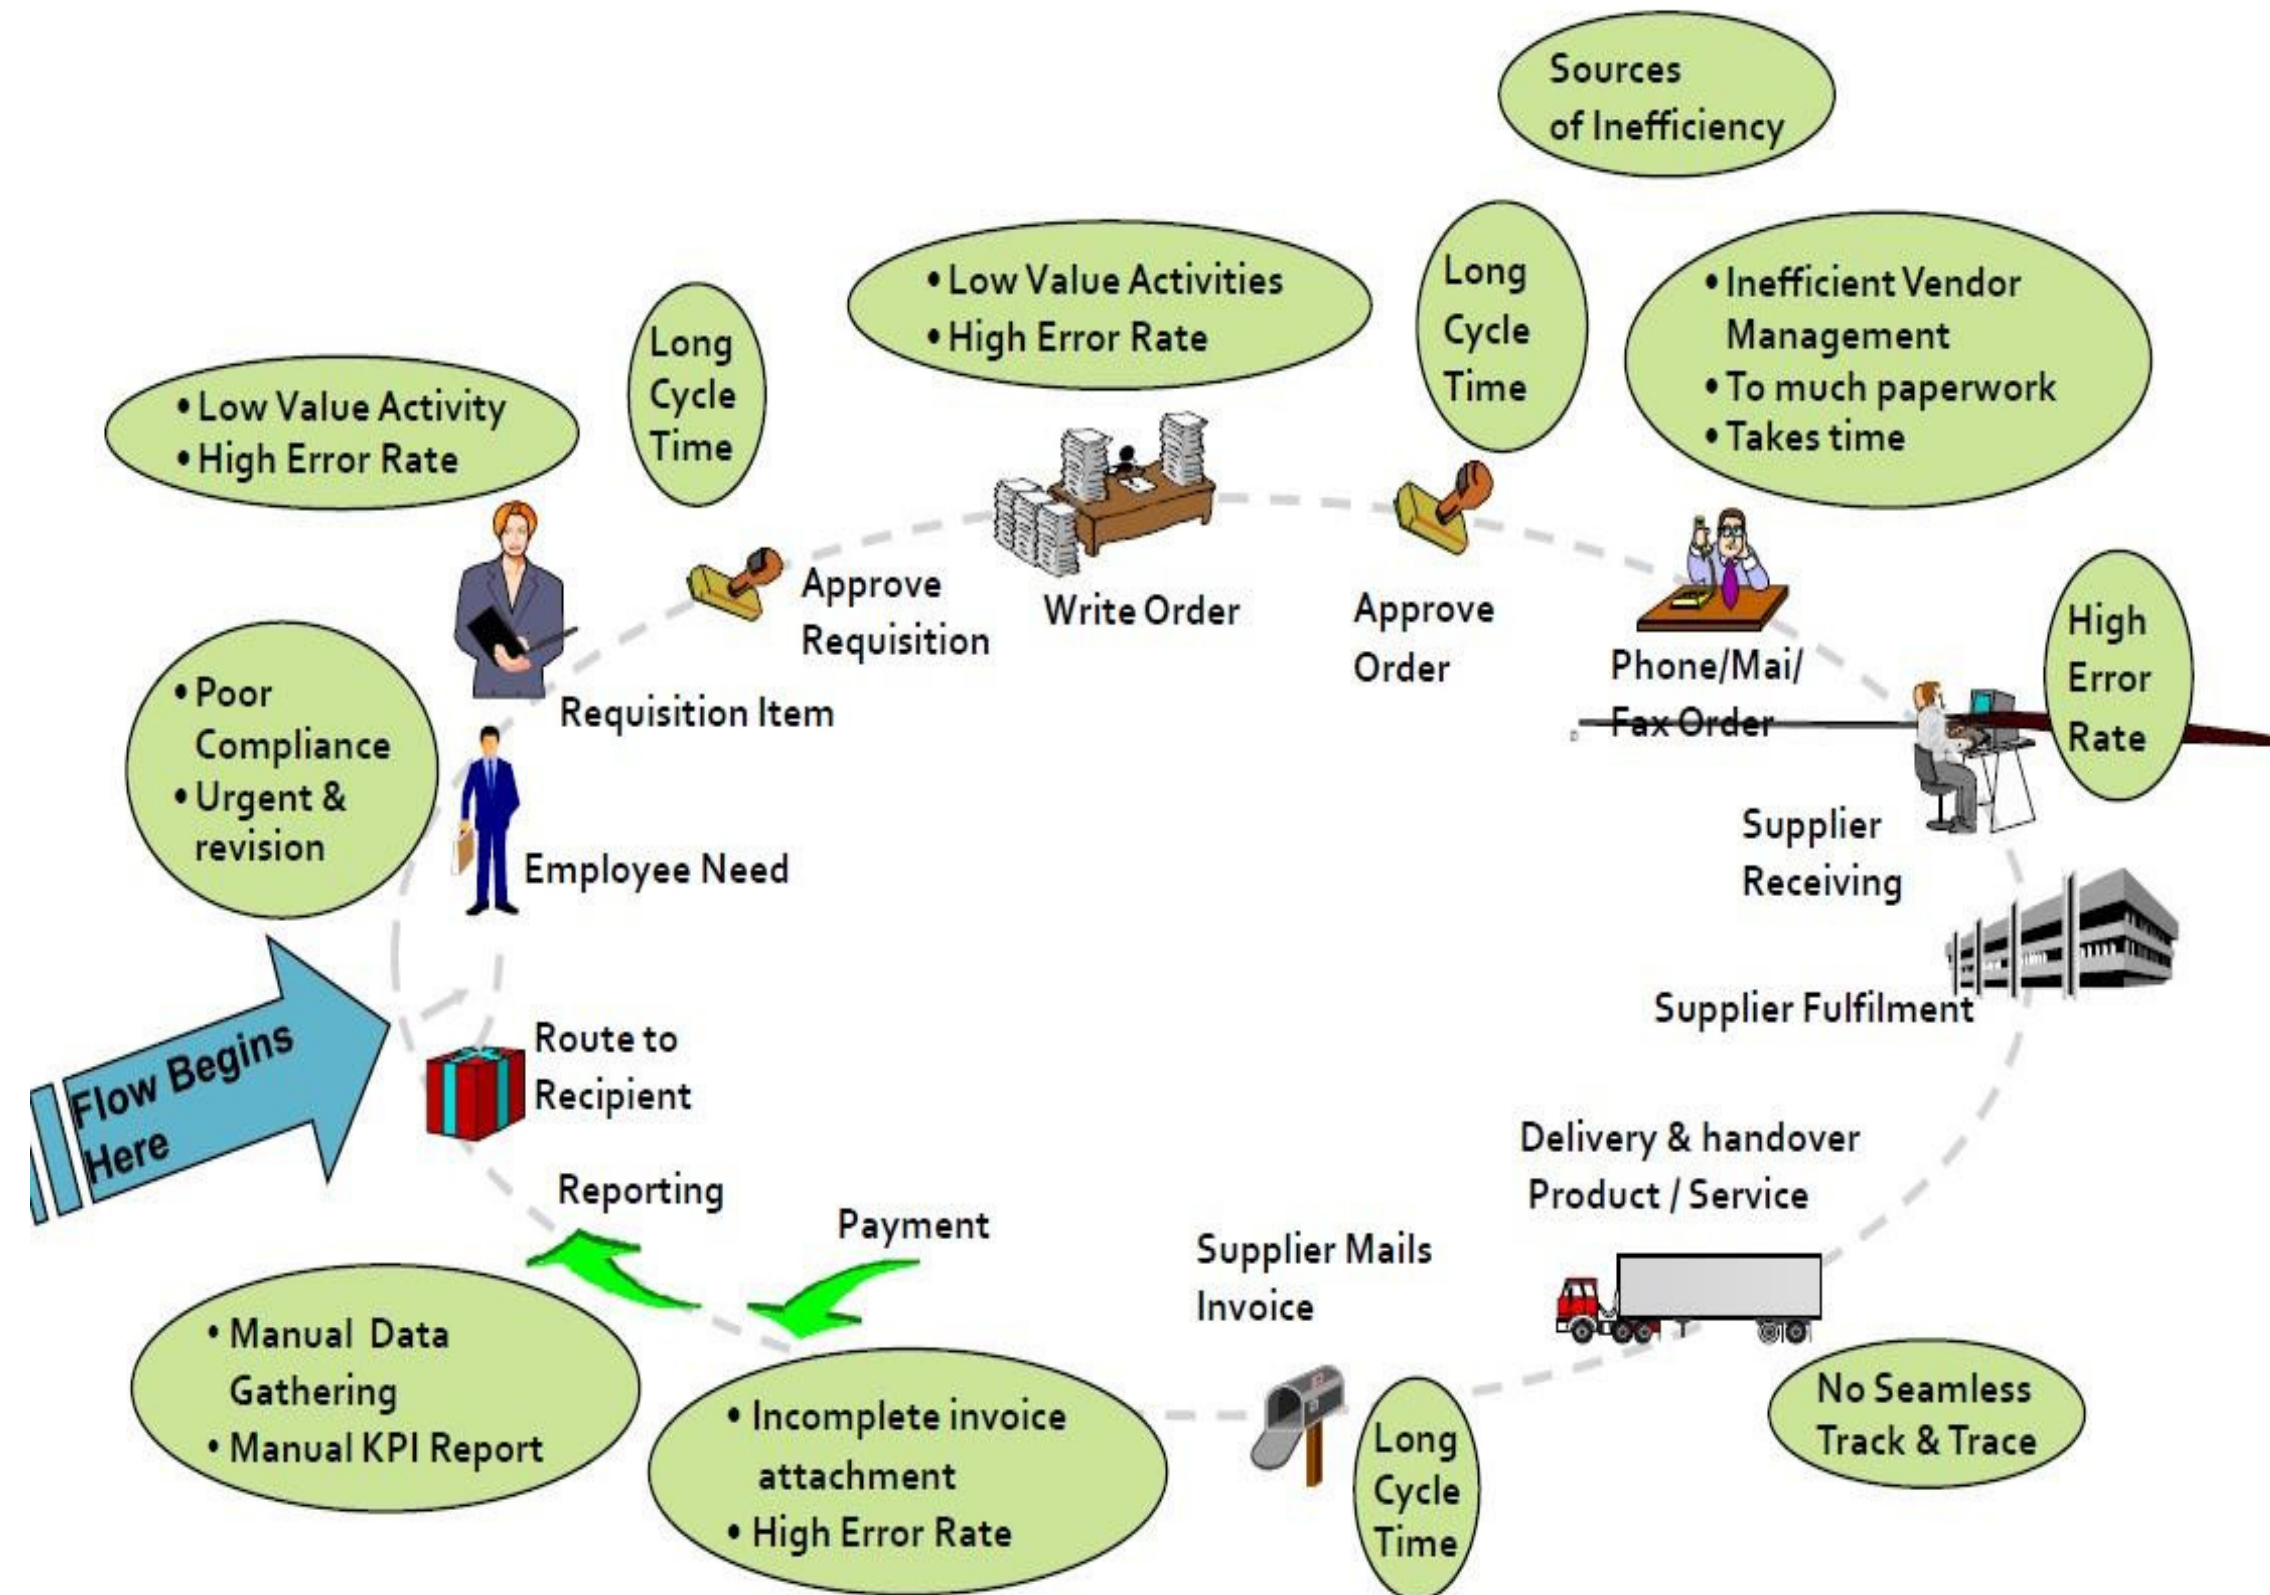 Sources
of Inefficiency
• Low Value Activities
• High Error Rate
Long
Cycle
Time
• Inefficient Vendor
Management
• To much paperwork
• Takes time
Long
Cycle
Time
• Low Value Activity
• High Error Rate
Approve
Requisition
Write Order
Approve
Order
Phone/Mai/
Fax Order
High
Error
Rate
• Poor
Compliance
• Urgent &
revision
Requisition Item
Employee Need
Supplier
Receiving
Supplier Fulfilment
Flow Begins
Here
Route to
Recipient
Delivery & handover
Product / Service
Reporting
Payment
Supplier Mails
Invoice
• Manual Data
Gathering
• Manual KPI Report
• Incomplete invoice
attachment
• High Error Rate
Long
Cycle
Time
No Seamless
Track & Trace